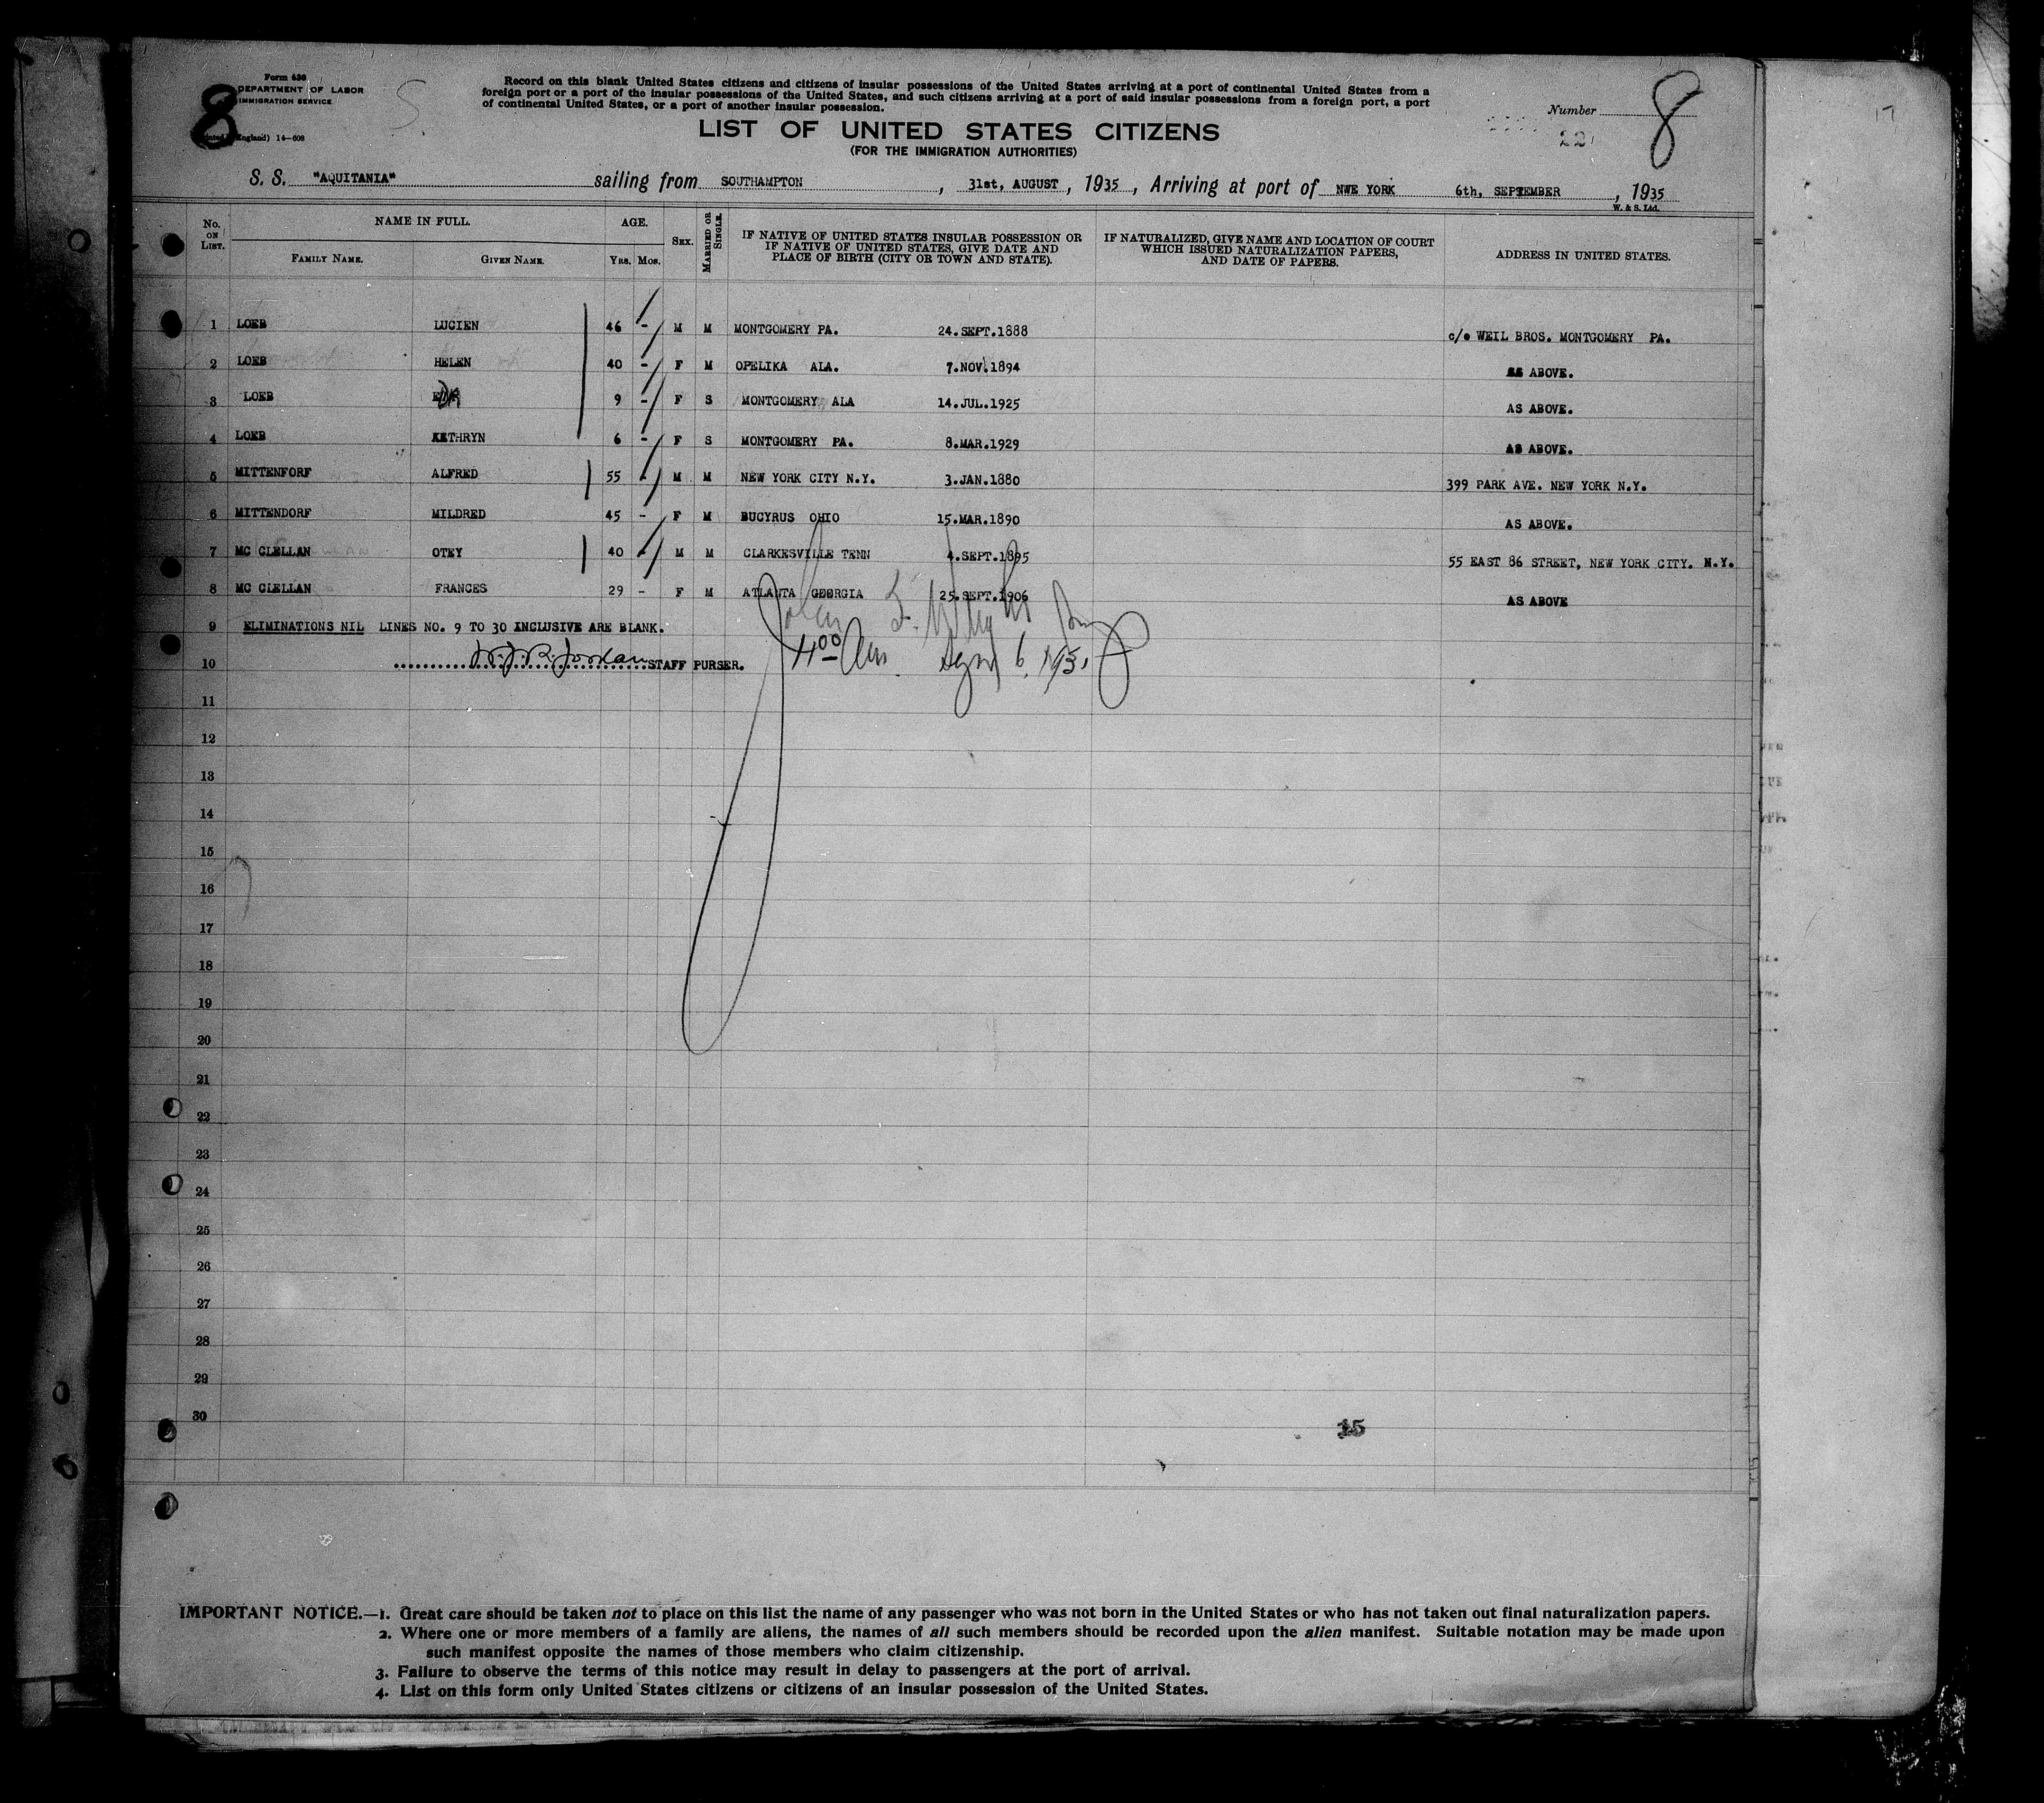 Form 630
DEPARTMENT OF LABOR
IMMIGRATION SERVICE
England) 14—608
8
Record on this blank United States citizens and citizens of insular possessions of the United States arriving at a port of continental United States from a
foreign port or a port of the insular possessions of the United States, and such citizens arriving at a port of said insular possessions from a foreign port, a port
of continental United States, or a port of another insular possession.
Number 8
22
LIST OF UNITED STATES CITIZENS
(FOR THE IMMIGRATION AUTHORITIES)
S. S. "AQUITANIA" sailing from SOUTHAMPTON, 31st, AUGUST, 1935, Arriving at port of NWE YORK 6th, SEPTEMBER, 1935
W. & S. Ltd.
No. ON LIST. NAME IN FULL. FAMILY NAME. GIVEN NAME. AGE. YRS. MOS. SEX. MARRIED OR SINGLE. IF NATIVE OF UNITED STATES INSULAR POSSESSION OR IF NATIVE OF UNITED STATES, GIVE DATE AND PLACE OF BIRTH (CITY OR TOWN AND STATE). IF NATURALIZED, GIVE NAME AND LOCATION OF COURT WHICH ISSUED NATURALIZATION PAPERS, AND DATE OF PAPERS. ADDRESS IN UNITED STATES.
1 LOEB LUCIEN 46 - M M MONTGOMERY PA. 24.SEPT.1888 c/o WEIL BROS. MONTGOMERY PA.
2 LOEB HELEN 40 - F M OPELIKA ALA. 7.NOV.1894 AS ABOVE.
3 LOEB 9 - F S MONTGOMERY ALA 14.JUL.1925 AS ABOVE.
4 LOEB KETHRYN 6 - F S MONTGOMERY PA. 8.MAR.1929 AS ABOVE.
5 MITTENFORF ALFRED 55 - M M NEW YORK CITY N.Y. 3.JAN.1880 399 PARK AVE. NEW YORK N.Y.
6 MITTENDORF MILDRED 45 - F M BUCYRUS OHIO 15.MAR.1890 AS ABOVE.
7 MC CLELLAN OTEY 40 - M M CLARKESVILLE TENN 4.SEPT.1895 55 EAST 86 STREET, NEW YORK CITY. N.Y.
8 MC CLELLAN FRANCES 29 - F M ATLANTA GEORGIA 25.SEPT.1906 AS ABOVE
9 ELIMINATIONS NIL LINES NO. 9 TO 30 INCLUSIVE ARE BLANK.
10 Jordan STAFF PURSER. 11 00 Am 6
11
12
13
14
15
16
17
18
19
20
21
22
23
24
25
26
27
28
29
30
15
IMPORTANT NOTICE.—1. Great care should be taken not to place on this list the name of any passenger who was not born in the United States or who has not taken out final naturalization papers.
2. Where one or more members of a family are aliens, the names of all such members should be recorded upon the alien manifest. Suitable notation may be made upon
such manifest opposite the names of those members who claim citizenship.
3. Failure to observe the terms of this notice may result in delay to passengers at the port of arrival.
4. List on this form only United States citizens or citizens of an insular possession of the United States.